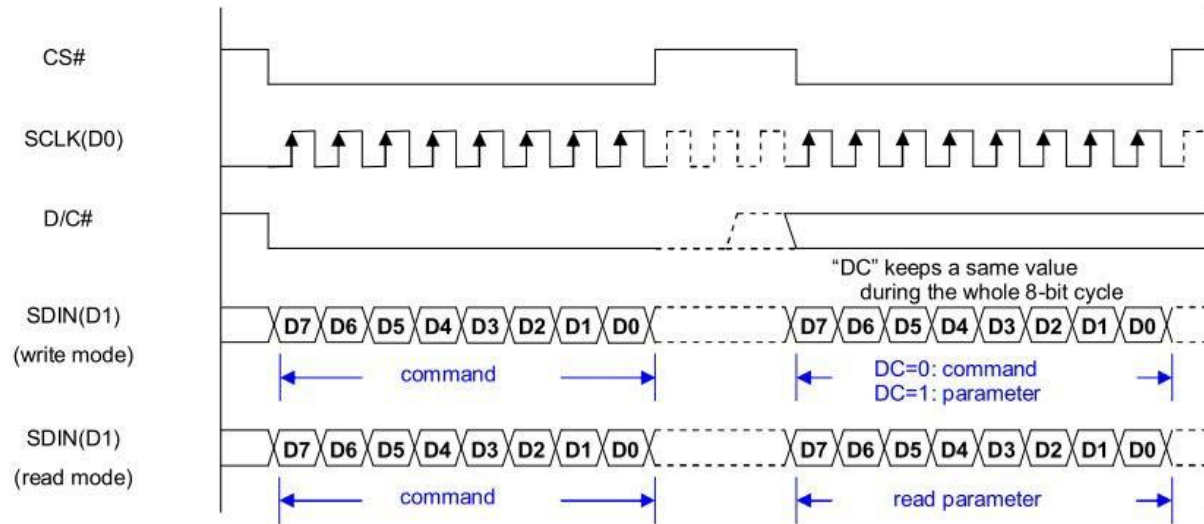 CS#
SCLK(D0)
D/C#
“DC” keeps a same value
during the whole 8-bit cycle
SDIN(D1)
(write mode)
D7 D6 D5 D4 D3 D2 D1 D0
D7 D6 D5 D4 D3 D2 D1 D0
command
DC=0: command
DC=1: parameter
SDIN(D1)
(read mode)
D7 D6 D5 D4 D3 D2 D1 D0
D7 D6 D5 D4 D3 D2 D1 D0
command
read parameter